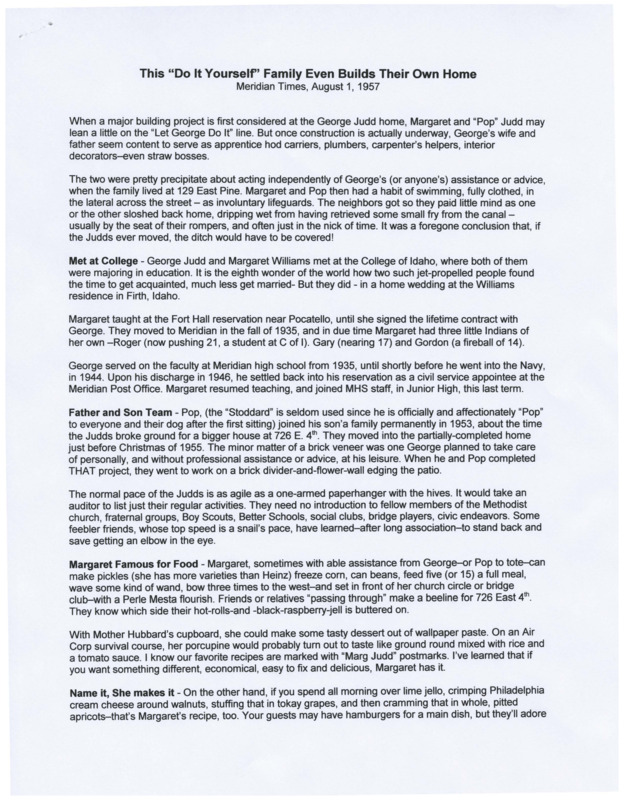 This “Do It Yourself” Family Even Builds Their Own Home
Meridian Times, August 1, 1957
When a major building project is first considered at the George Judd home, Margaret and “Pop” Judd may
lean a little on the “Let George Do It” line. But once construction is actually underway, George’s wife and
father seem content to serve as apprentice hod carriers, plumbers, carpenter’s helpers, interior
decorators–even straw bosses.
The two were pretty precipitate about acting independently of George’s (or anyone’s) assistance or advice,
when the family lived at 129 East Pine. Margaret and Pop then had a habit of swimming, fully clothed, in
the lateral across the street – as involuntary lifeguards. The neighbors got so they paid little mind as one
or the other sloshed back home, dripping wet from having retrieved some small fry from the canal –
usually by the seat of their rompers, and often just in the nick of time. It was a foregone conclusion that, if
the Judds ever moved, the ditch would have to be covered!
Met at College - George Judd and Margaret Williams met at the College of Idaho, where both of them
were majoring in education. It is the eighth wonder of the world how two such jet-propelled people found
the time to get acquainted, much less get married- But they did - in a home wedding at the Williams
residence in Firth, Idaho.
Margaret taught at the Fort Hall reservation near Pocatello, until she signed the lifetime contract with
George. They moved to Meridian in the fall of 1935, and in due time Margaret had three little Indians of
her own –Roger (now pushing 21, a student at C of I). Gary (nearing 17) and Gordon (a fireball of 14).
George served on the faculty at Meridian high school from 1935, until shortly before he went into the Navy,
in 1944. Upon his discharge in 1946, he settled back into his reservation as a civil service appointee at the
Meridian Post Office. Margaret resumed teaching, and joined MHS staff, in Junior High, this last term.
Father and Son Team - Pop, (the “Stoddard” is seldom used since he is officially and affectionately “Pop”
to everyone and their dog after the first sitting) joined his son’a family permanently in 1953, about the time
the Judds broke ground for a bigger house at 726 E. 4th. They moved into the partially-completed home
just before Christmas of 1955. The minor matter of a brick veneer was one George planned to take care
of personally, and without professional assistance or advice, at his leisure. When he and Pop completed
THAT project, they went to work on a brick divider-and-flower-wall edging the patio.
The normal pace of the Judds is as agile as a one-armed paperhanger with the hives. It would take an
auditor to list just their regular activities. They need no introduction to fellow members of the Methodist
church, fraternal groups, Boy Scouts, Better Schools, social clubs, bridge players, civic endeavors. Some
feebler friends, whose top speed is a snail’s pace, have learned–after long association–to stand back and
save getting an elbow in the eye.
Margaret Famous for Food - Margaret, sometimes with able assistance from George–or Pop to tote–can
make pickles (she has more varieties than Heinz) freeze corn, can beans, feed five (or 15) a full meal,
wave some kind of wand, bow three times to the west–and set in front of her church circle or bridge
club–with a Perle Mesta flourish. Friends or relatives “passing through” make a beeline for 726 East 4th.
They know which side their hot-rolls-and -black-raspberry-jell is buttered on.
With Mother Hubbard’s cupboard, she could make some tasty dessert out of wallpaper paste. On an Air
Corp survival course, her porcupine would probably turn out to taste like ground round mixed with rice and
a tomato sauce. I know our favorite recipes are marked with “Marg Judd” postmarks. I’ve learned that if
you want something different, economical, easy to fix and delicious, Margaret has it.
Name it, She makes it - On the other hand, if you spend all morning over lime jello, crimping Philadelphia
cream cheese around walnuts, stuffing that in tokay grapes, and then cramming that in whole, pitted
apricots–that’s Margaret’s recipe, too. Your guests may have hamburgers for a main dish, but they’ll adore